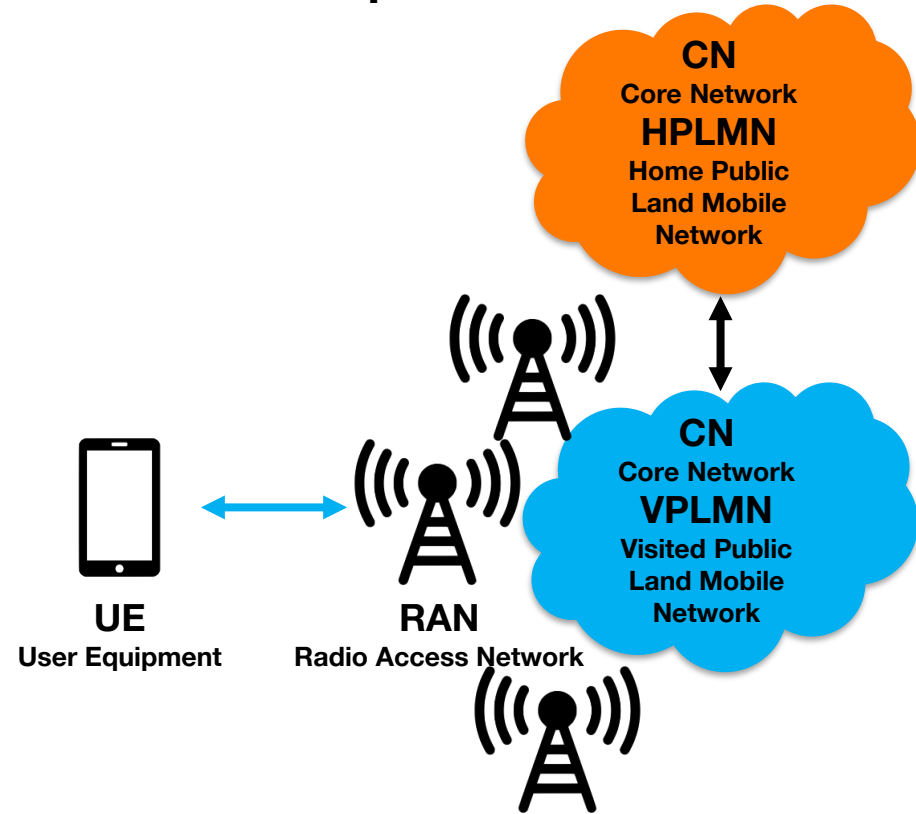 CN
Core Network
HPLMN
Home Public
Land Mobile
Network
CN
Core Network
VPLMN
Visited Public
Land Mobile
Network
UE
User Equipment
RAN
Radio Access Network